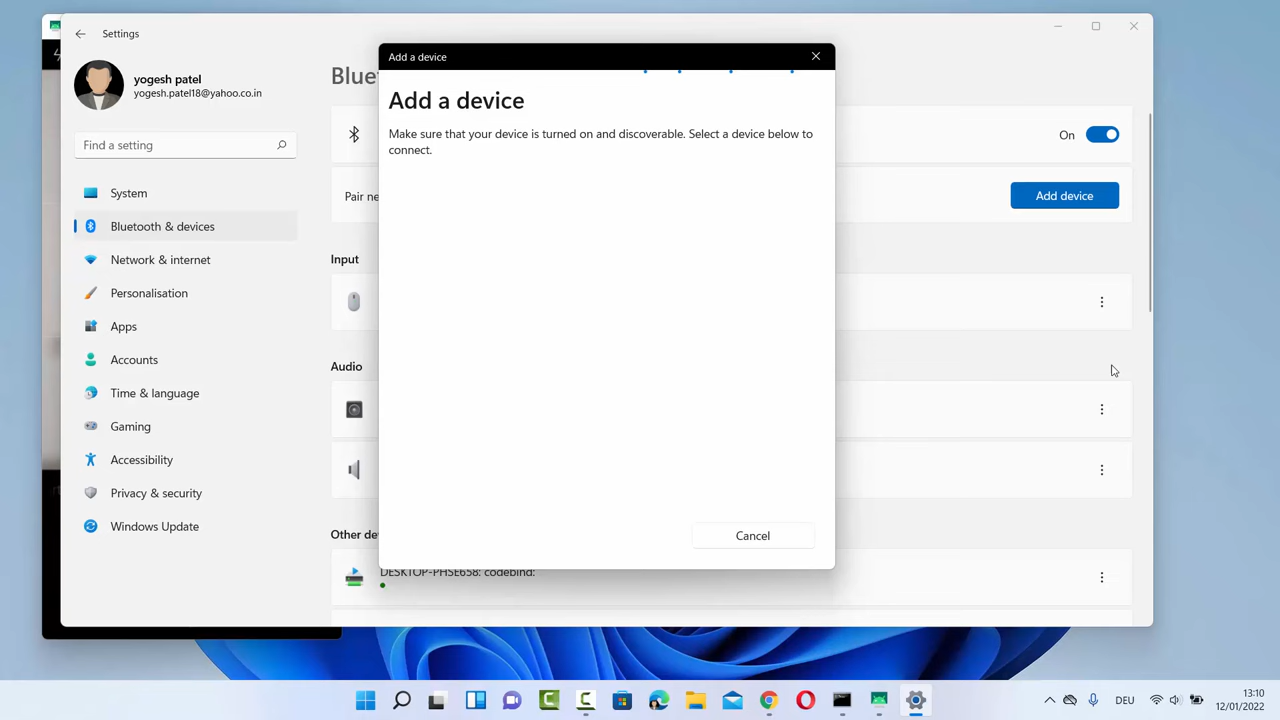 Settings
yogesh patel
yogesh.patel18@yahoo.co.in
Find a setting
System
Bluetooth & devices
Network & internet
Personalisation
Apps
Accounts
Time & language
Gaming
Accessibility
Privacy & security
Windows Update
Blue
On
Pair ne
Add device
Input
Audio
Other de
DESKTOP-PHSE658: codebind:
Add a device
Add a device
Make sure that your device is turned on and discoverable. Select a device below to
connect.
Cancel
DEU
13:10
12/01/2022